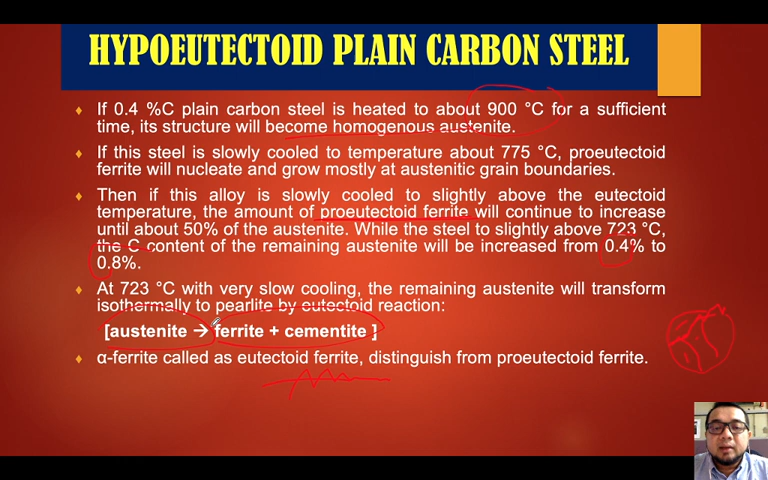 HYPOEUTECTOID PLAIN CARBON STEEL
If 0.4 %C plain carbon steel is heated to about 900 °C for a sufficient
time, its structure will become homogenous austenite.
If this steel is slowly cooled to temperature about 775 °C, proeutectoid
ferrite will nucleate and grow mostly at austenitic grain boundaries.
Then if this alloy is slowly cooled to slightly above the eutectoid
temperature, the amount of proeutectoid ferrite will continue to increase
until about 50% of the austenite. While the steel to slightly above 723 °C,
the C content of the remaining austenite will be increased from 0.4% to
0.8%.
At 723 °C with very slow cooling, the remaining austenite will transform
isothermally to pearlite by eutectoid reaction:
[austenite → ferrite + cementite ]
α-ferrite called as eutectoid ferrite, distinguish from proeutectoid ferrite.